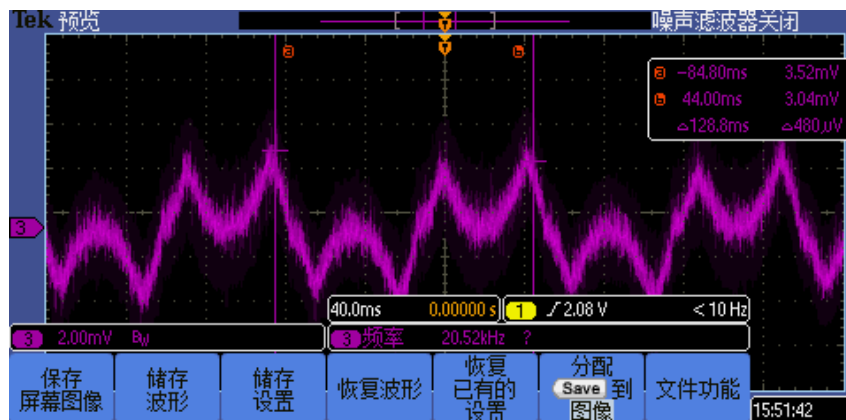 Tek 预览 噪声滤波器关闭
a -84.80ms 3.52mV
b 44.00ms 3.04mV
△128.8ms △480μV
3
40.0ms 0.00000 s 1 ∕ 2.08 V < 10 Hz
3 2.00mV BW 3 频率 20.52kHz ?
保存
屏幕图像
储存
波形
储存
设置
恢复波形
恢复
已有的
设置
分配
Save 到
图像
文件功能
15:51:42